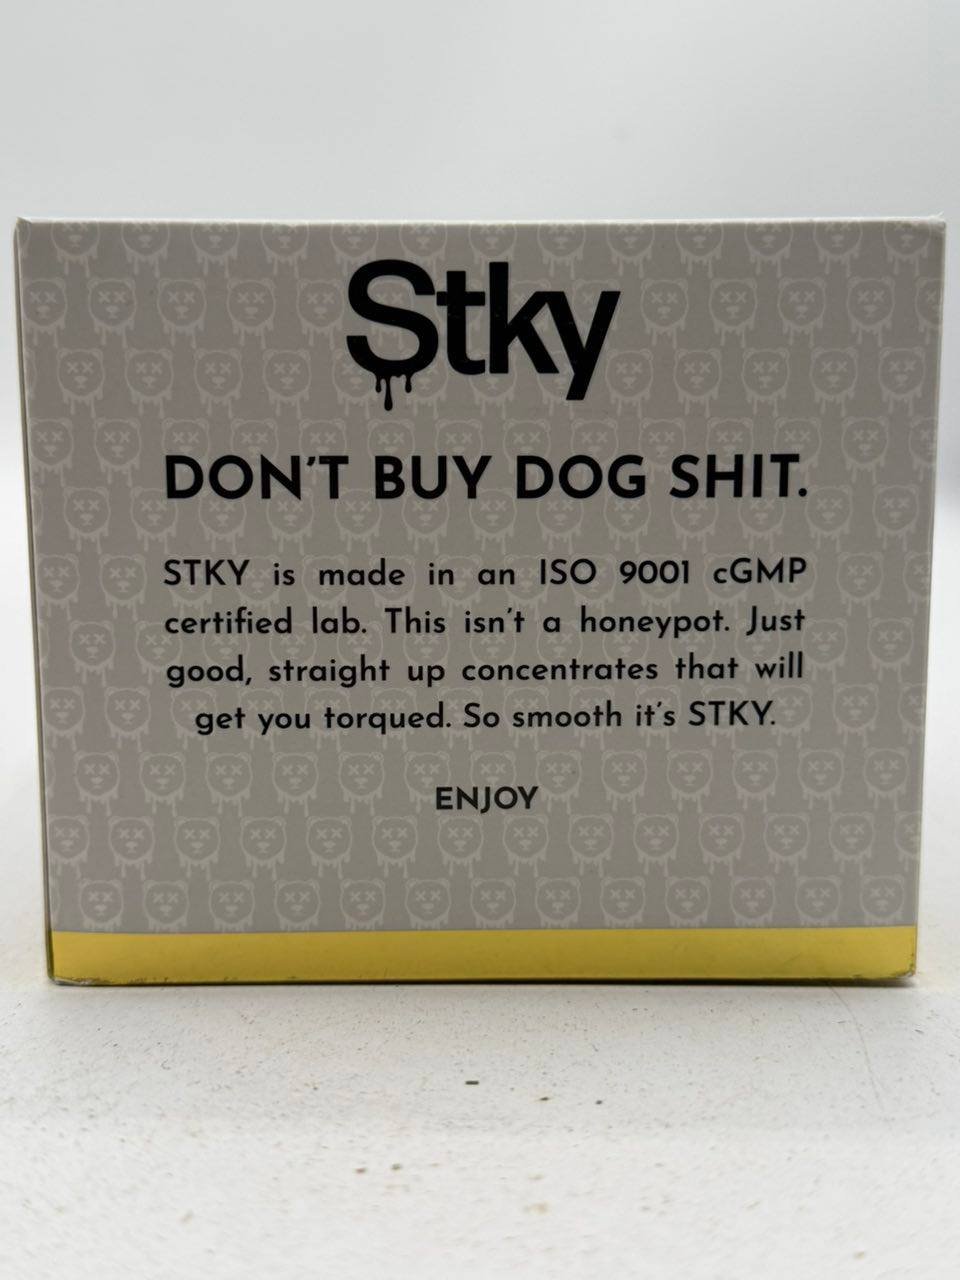 Stky
DON'T BUY DOG SHIT.
STKY is made in an ISO 9001 cGMP
certified lab. This isn't a honeypot. Just
good, straight up concentrates that will
get you torqued. So smooth it's STKY.
ENJOY